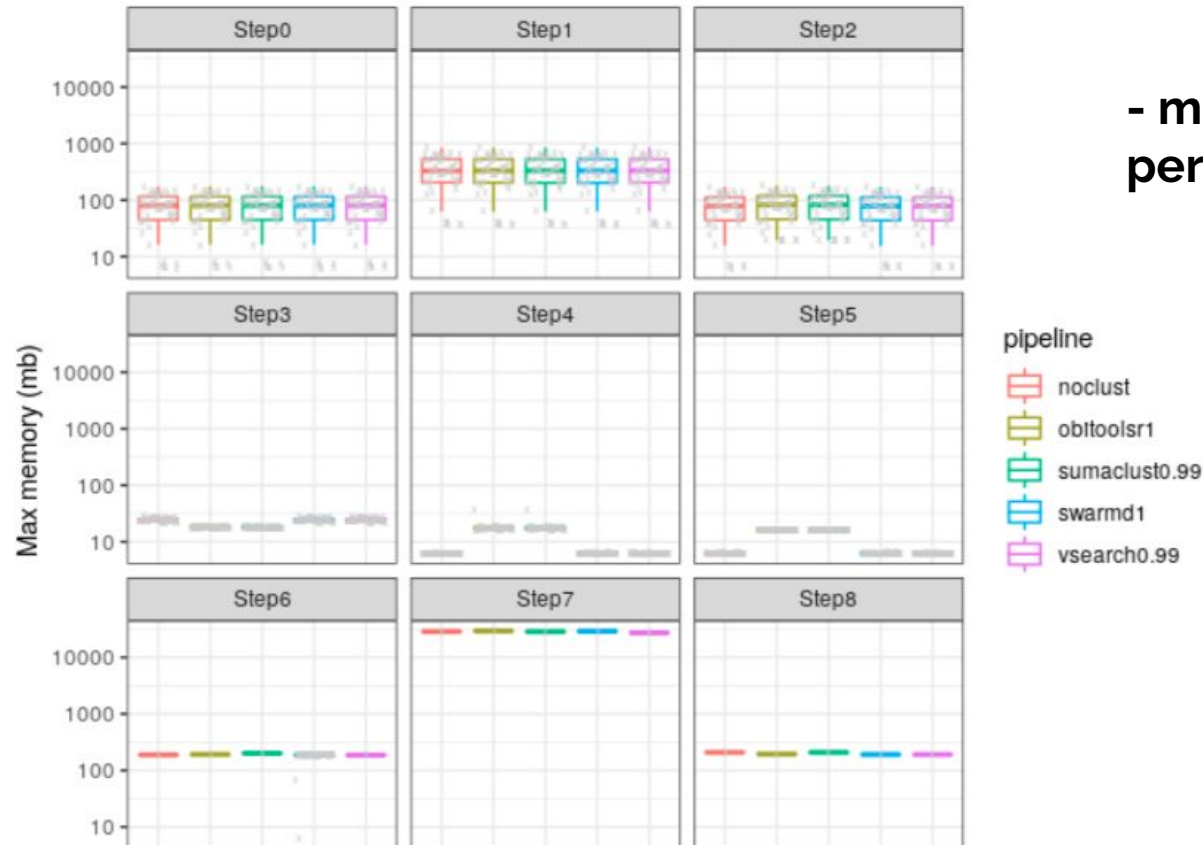 Step0
Step1
Step2
10000
1000
100
10
- m
per
Step3
Step4
Step5
10000
1000
100
10
Max memory (mb)
pipeline
noclust
obitoolsr1
sumaclust0.99
swarmd1
vsearch0.99
Step6
Step7
Step8
10000
1000
100
10